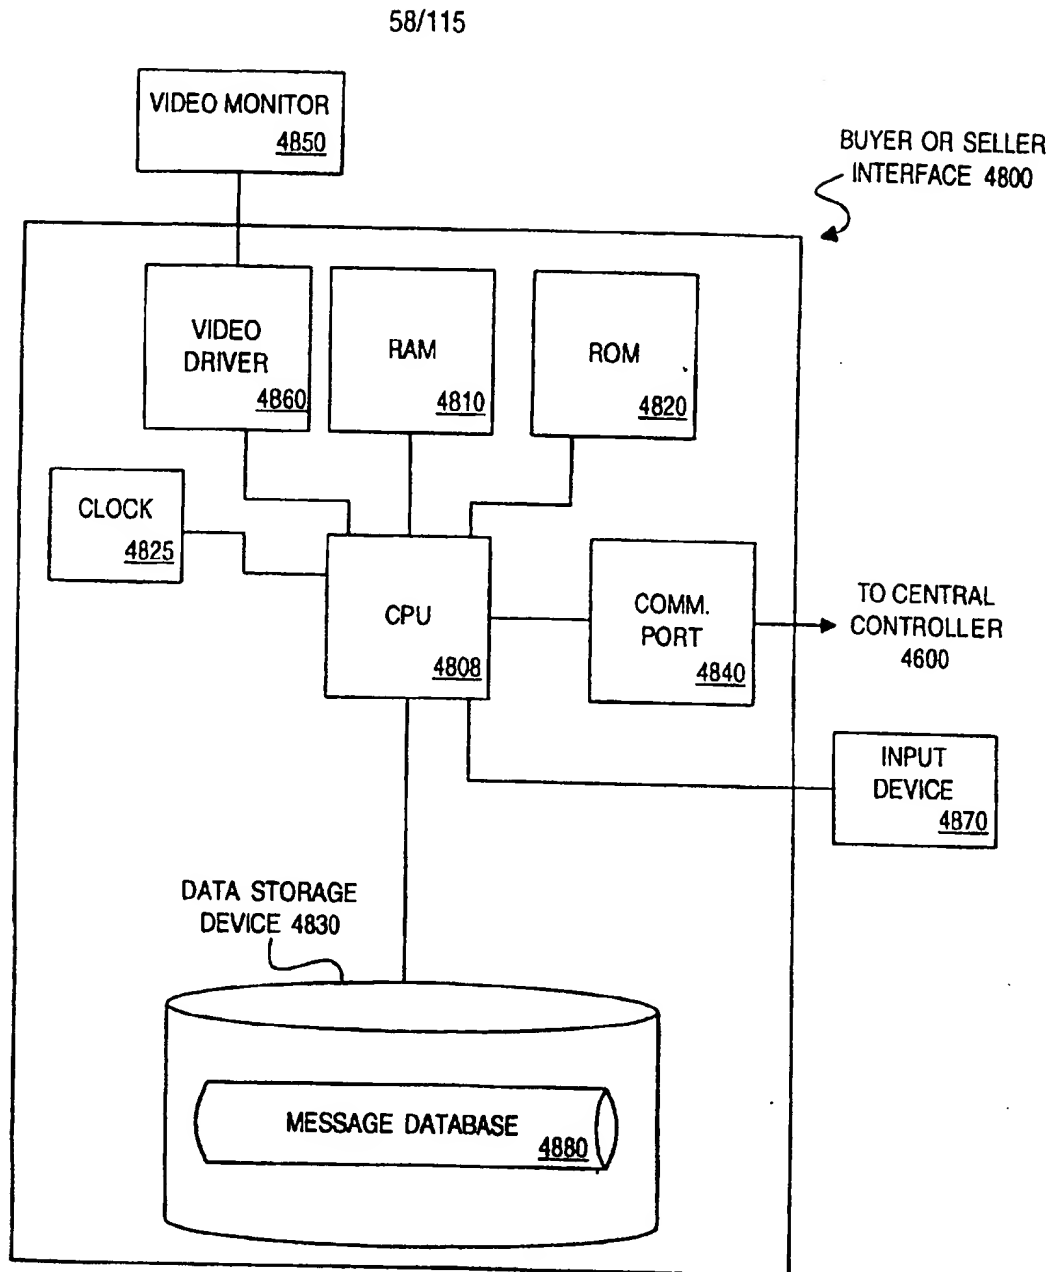 58/115
VIDEO MONITOR
4850
BUYER OR SELLER
INTERFACE 4800
VIDEO
DRIVER
4860
RAM
4810
ROM
4820
CLOCK
4825
CPU
4808
COMM.
PORT
4840
TO CENTRAL
CONTROLLER
4600
INPUT
DEVICE
4870
DATA STORAGE
DEVICE 4830
MESSAGE DATABASE
4880